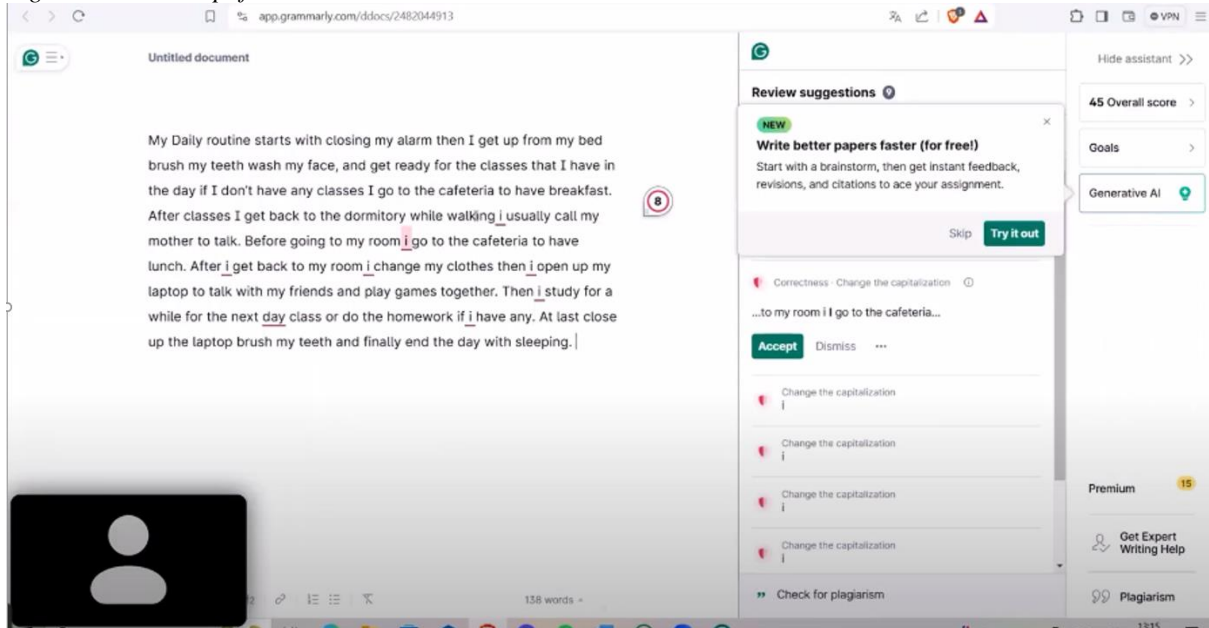 app.grammarly.com/ddocs/2482044913
VPN
Untitled document
Hide assistant
Review suggestions 9
45 Overall score
NEW
Write better papers faster (for free!)
Start with a brainstorm, then get instant feedback,
revisions, and citations to ace your assignment.
Skip Try it out
Goals
Generative AI
My Daily routine starts with closing my alarm then I get up from my bed
brush my teeth wash my face, and get ready for the classes that I have in
the day if I don't have any classes I go to the cafeteria to have breakfast.
After classes I get back to the dormitory while walking i usually call my
mother to talk. Before going to my room i go to the cafeteria to have
lunch. After i get back to my room i change my clothes then i open up my
laptop to talk with my friends and play games together. Then i study for a
while for the next day class or do the homework if i have any. At last close
up the laptop brush my teeth and finally end the day with sleeping.
8
Correctness · Change the capitalization
...to my room i I go to the cafeteria...
Accept Dismiss
Change the capitalization
i
Change the capitalization
i
Change the capitalization
i
Change the capitalization
i
Premium 15
Get Expert
Writing Help
Check for plagiarism
Plagiarism
138 words
13:15